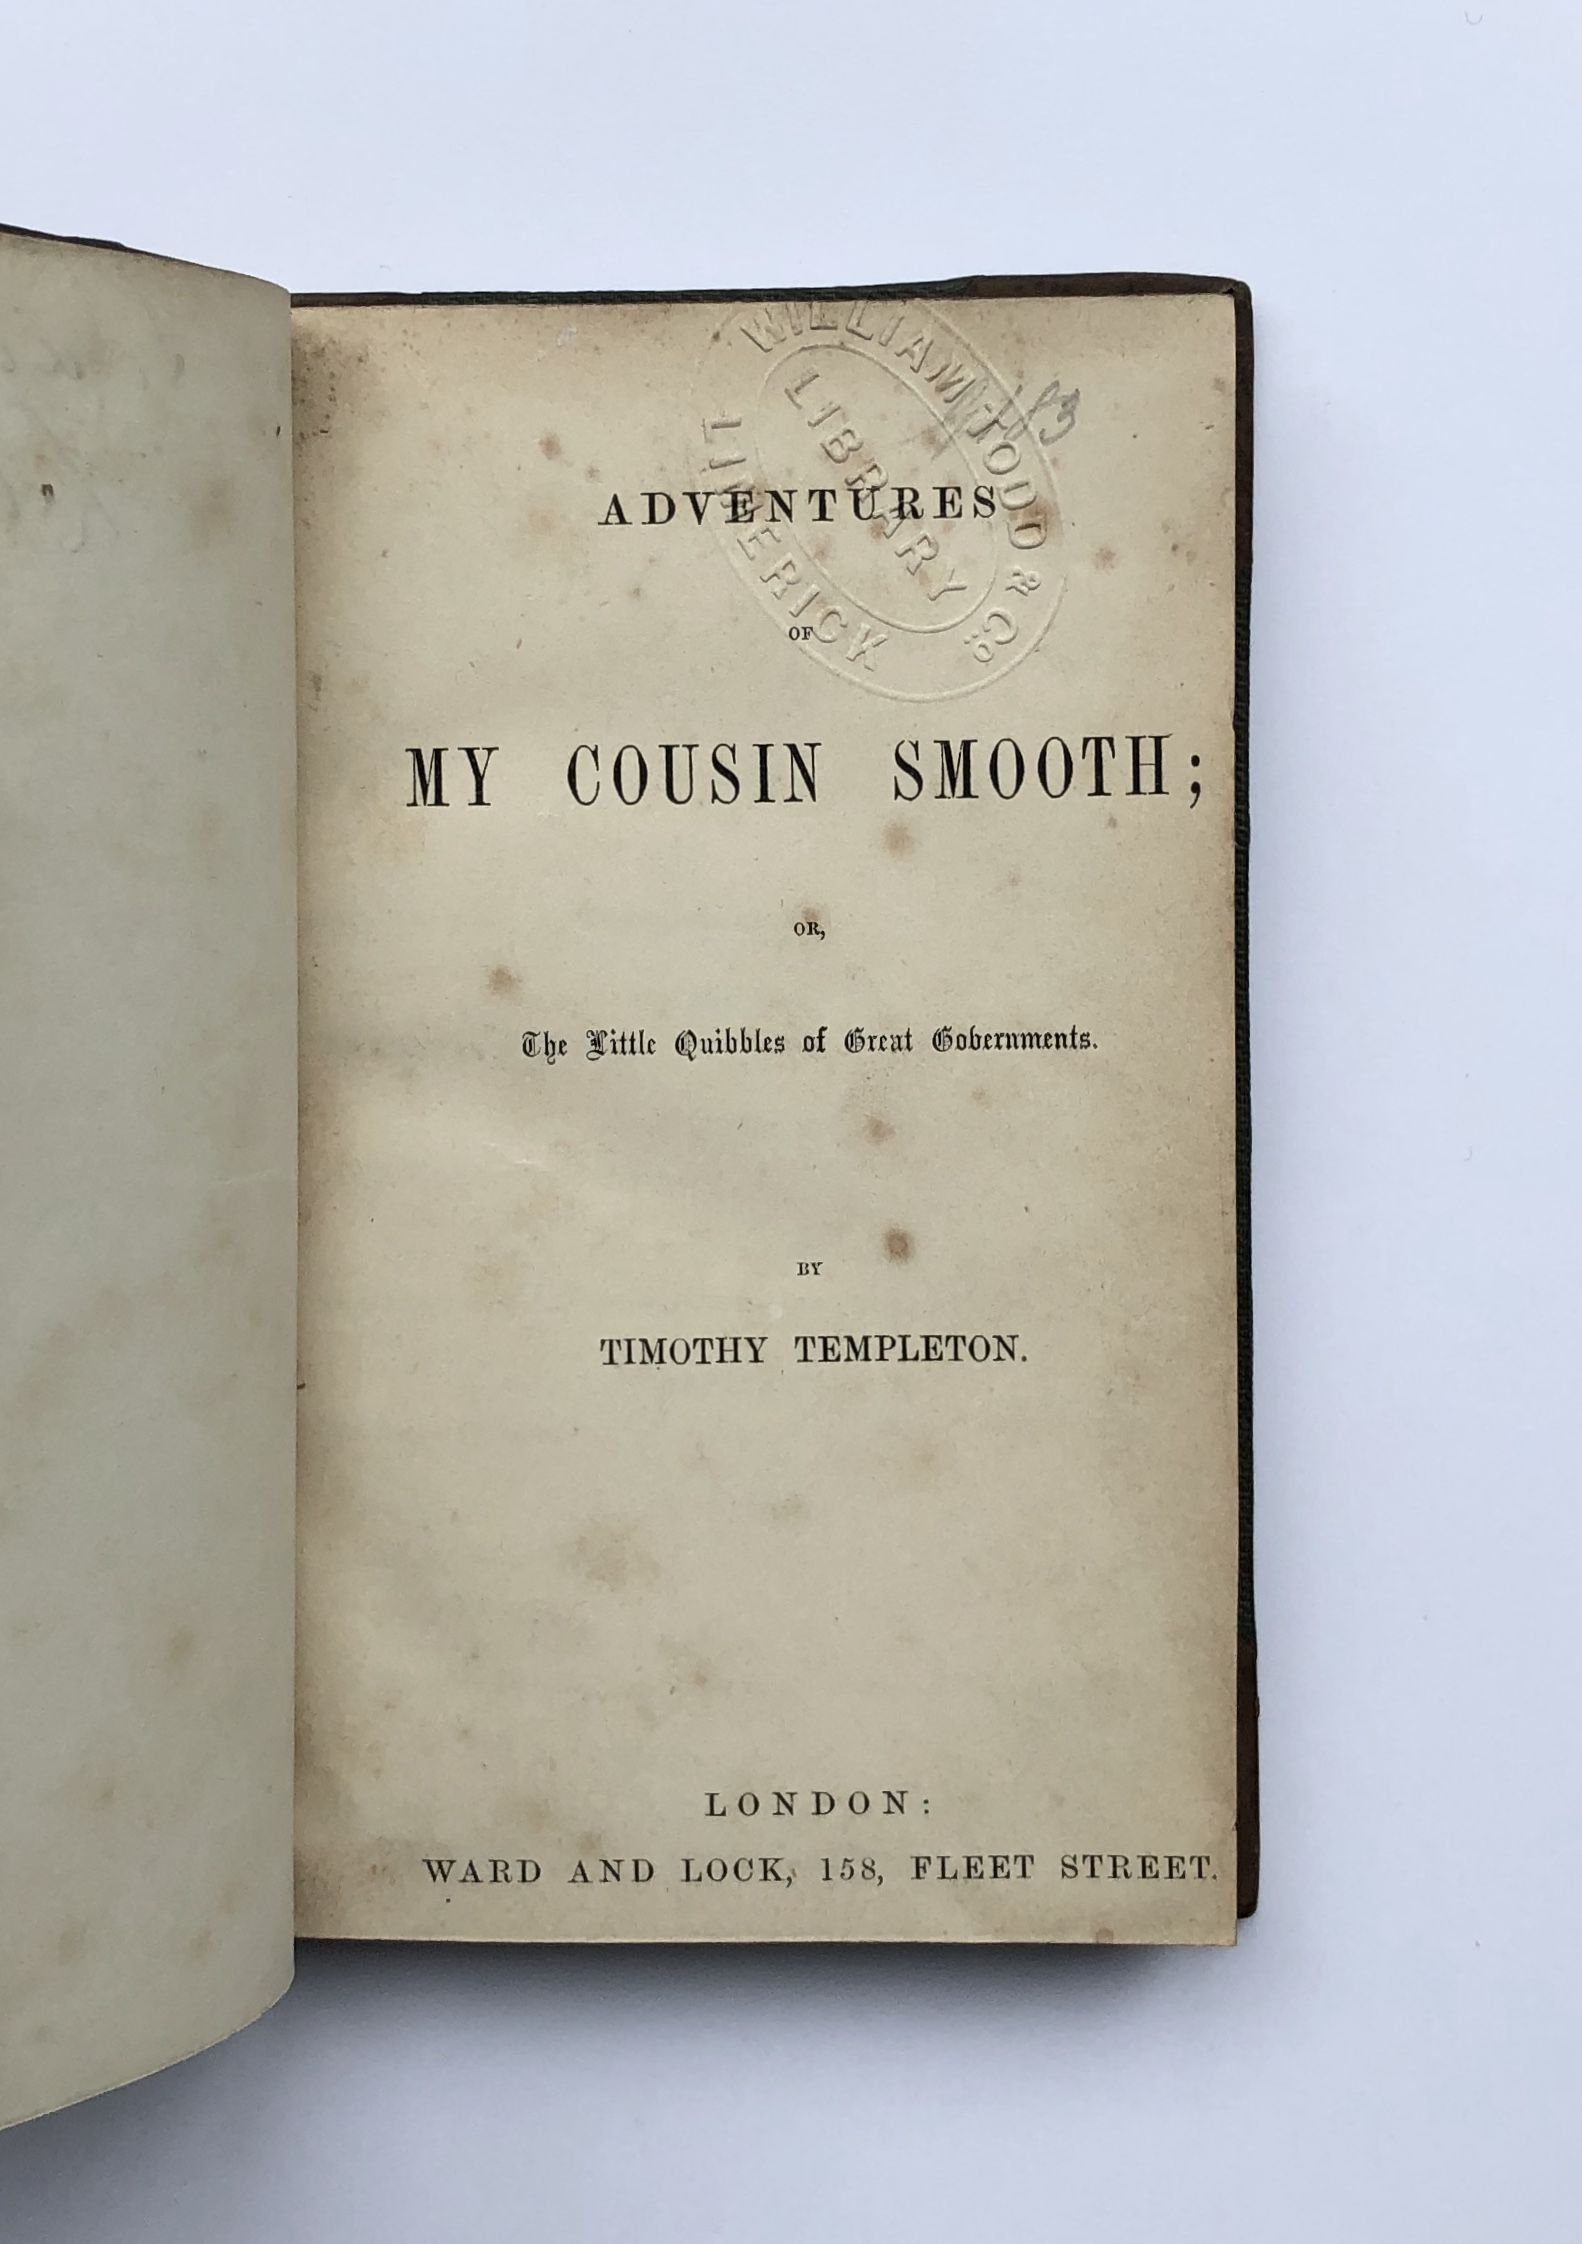 WILLIAM TODD & Co.
LIBRARY
LIMERICK
ADVENTURES
OF
MY COUSIN SMOOTH;
OR,
The Little Quibbles of Great Governments.
BY
TIMOTHY TEMPLETON.
LONDON:
WARD AND LOCK, 158, FLEET STREET.